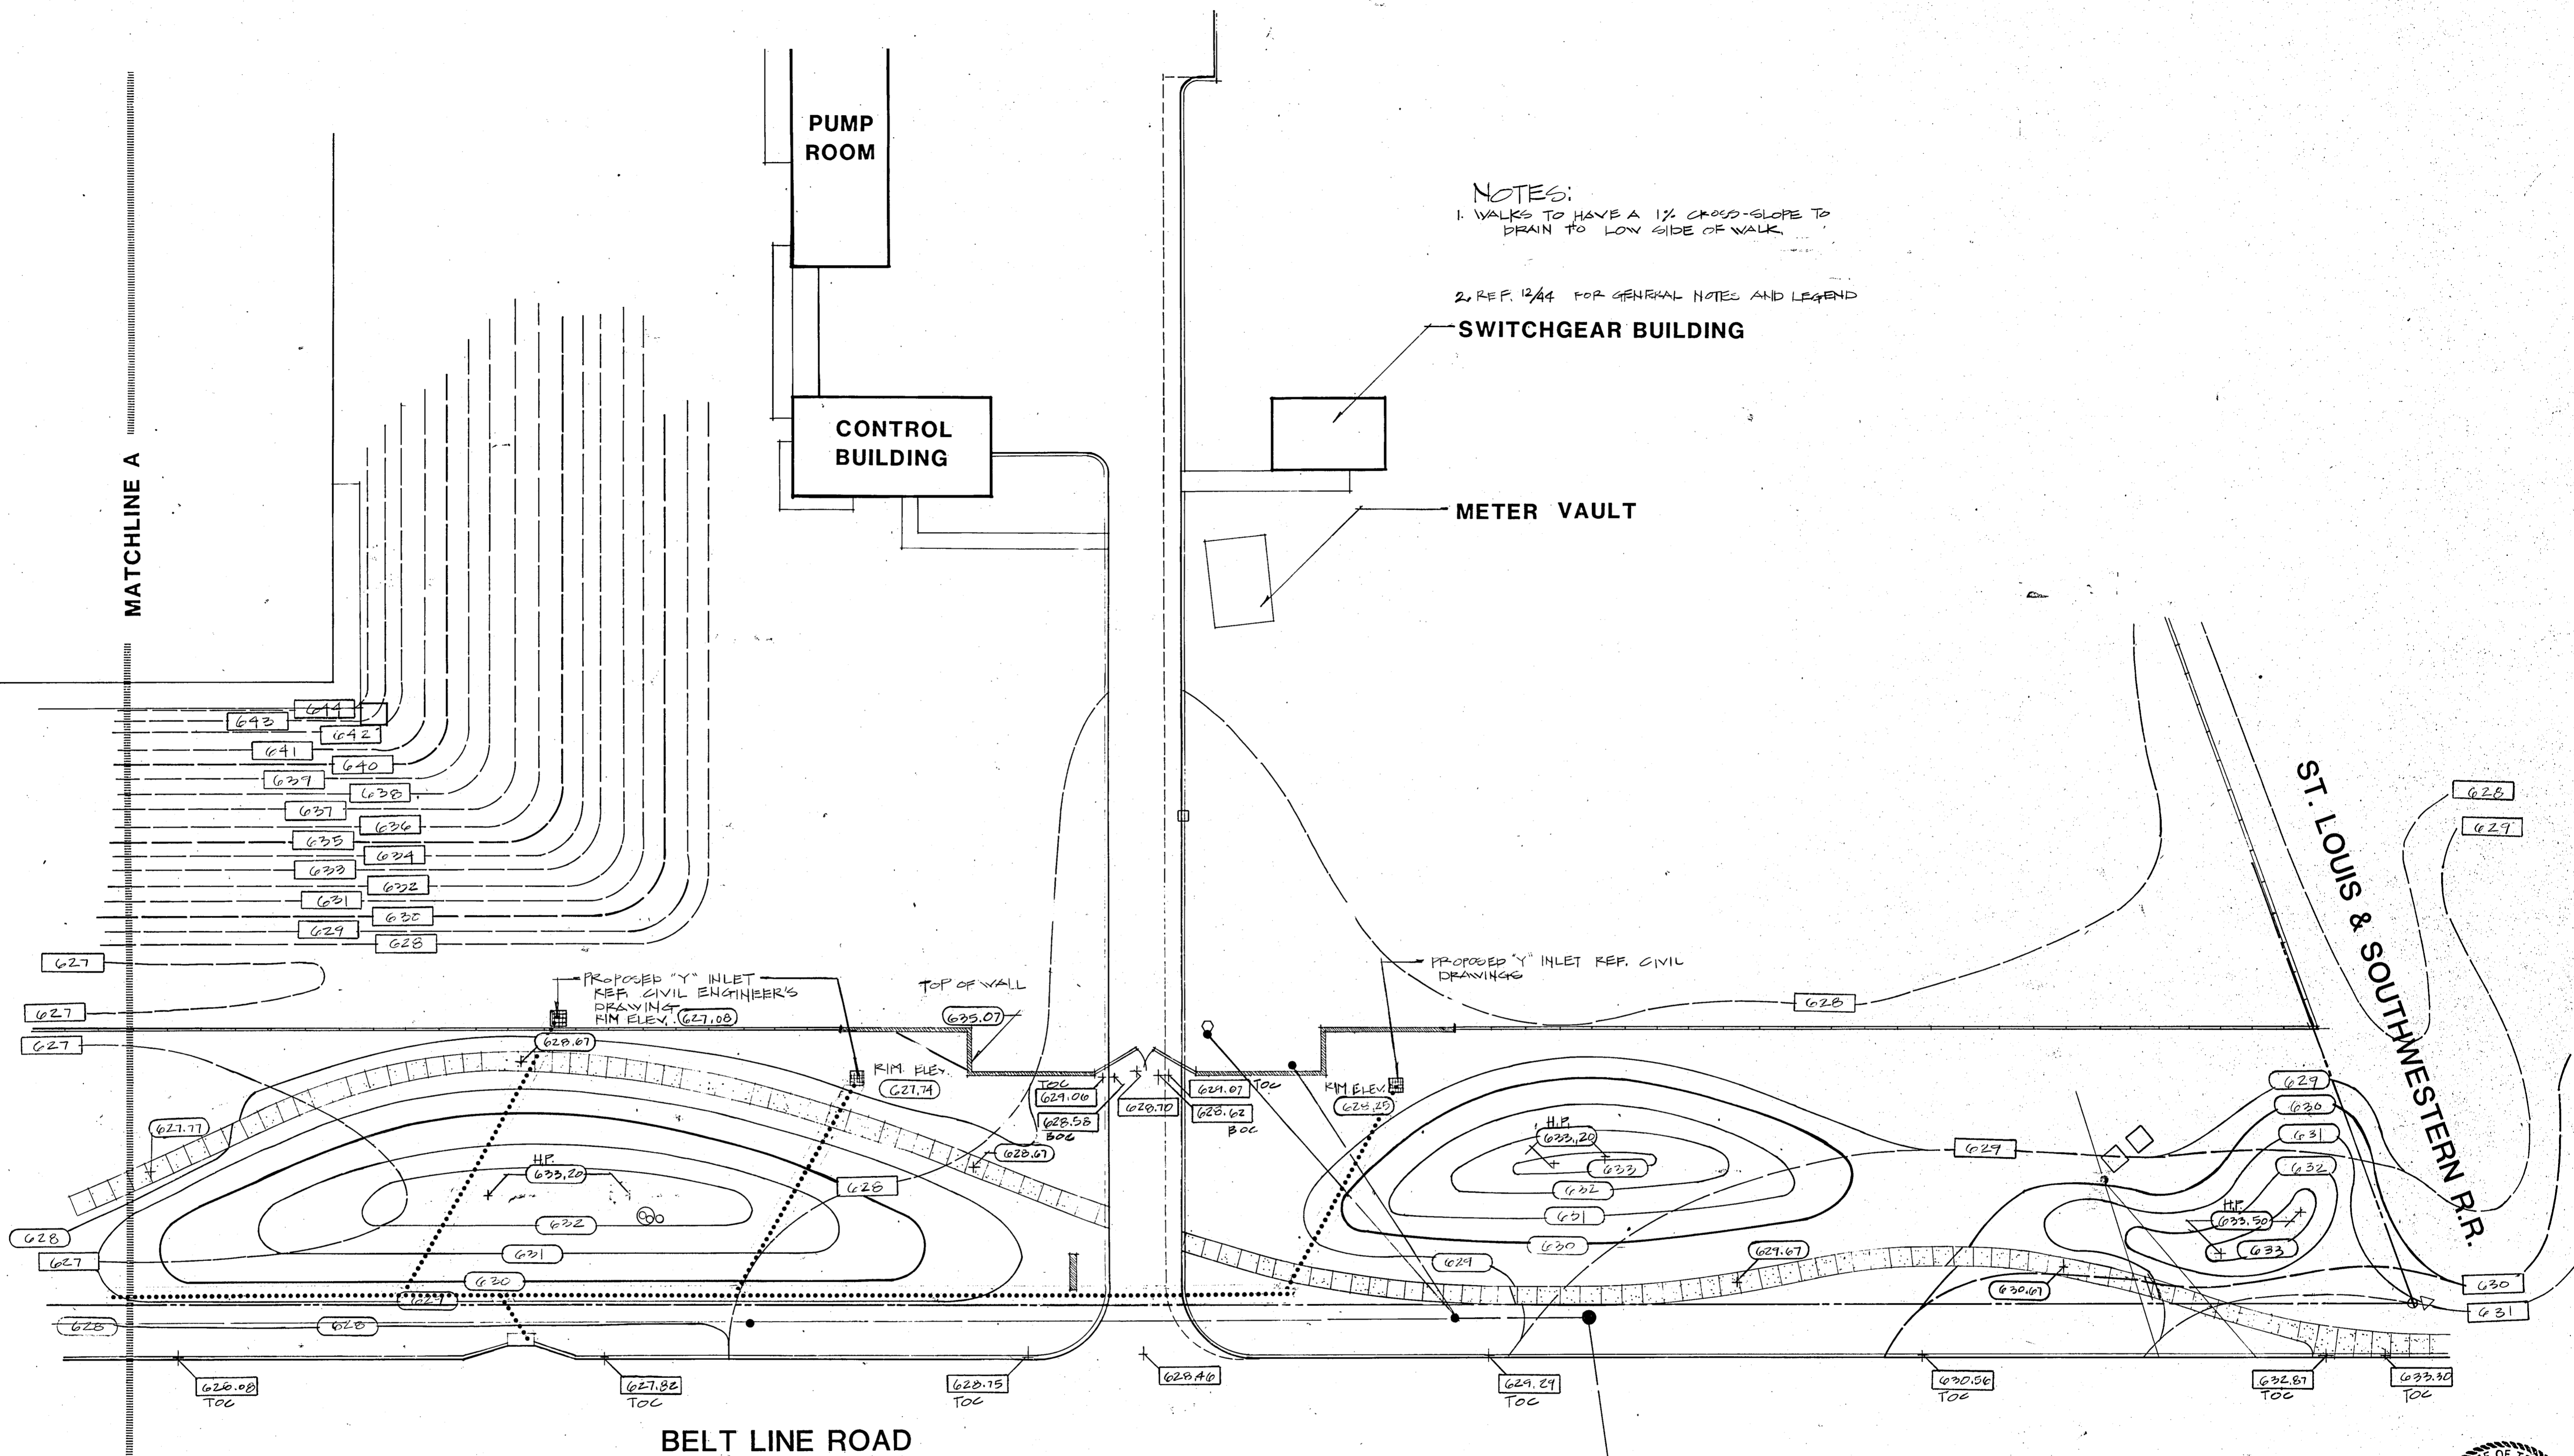 PUMP
ROOM
NOTES:
1. WALKS TO HAVE A 1% CROSS-SLOPE TO
DRAIN TO LOW SIDE OF WALK.
2. REF. 12/44 FOR GENERAL NOTES AND LEGEND
SWITCHGEAR BUILDING
CONTROL
BUILDING
MATCHLINE A
METER VAULT
644
643
642
641
640
639
638
637
636
635
634
633
632
631
630
629
628
627
627
627
ST. LOUIS & SOUTHWESTERN R.R.
628
629
PROPOSED "Y" INLET
REF. CIVIL ENGINEER'S
DRAWING
RIM ELEV. 627.08
TOP OF WALL
635.07
PROPOSED "Y" INLET REF. CIVIL
DRAWINGS
628
628.67
RIM. ELEV.
627.74
TOC
629.06
628.58
BOC
628.70
629.07 TOC
628.62
BOC
RIM ELEV.
628.25
627.77
628.67
H.P.
633.20
628
632
631
630
629
628
627
628
628
H.P.
633.20
633
632
631
630
629
629
629.67
630.67
629
630
631
632
H.P.
633.50
633
630
631
626.08
TOC
627.82
TOC
628.75
TOC
628.46
629.29
TOC
630.56
TOC
632.87
TOC
633.30
TOC
BELT LINE ROAD